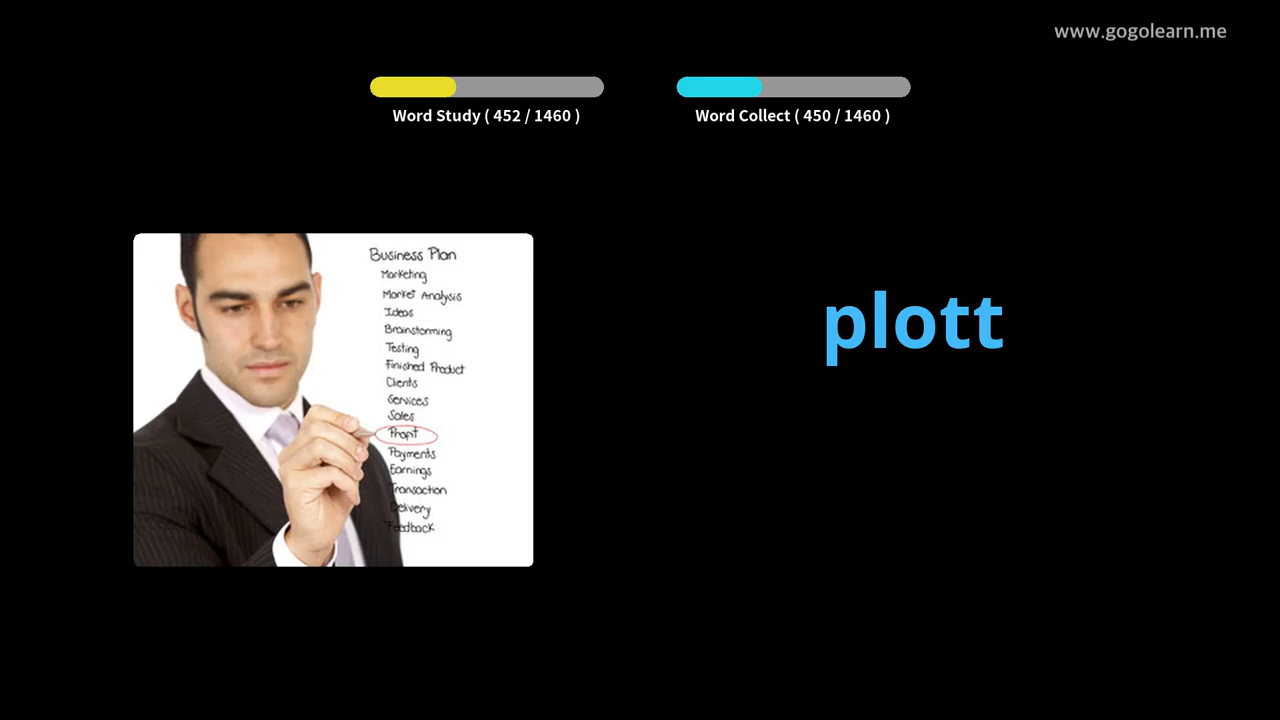 www.gogolearn.me
Word Study ( 452 / 1460 )
Word Collect ( 450 / 1460 )
Business Plan
Marketing
Market Analysis
Ideas
Brainstorming
Testing
Finished Product
Clients
Services
Sales
Profit
Payments
Earnings
Transaction
Delivery
Feedback
plott